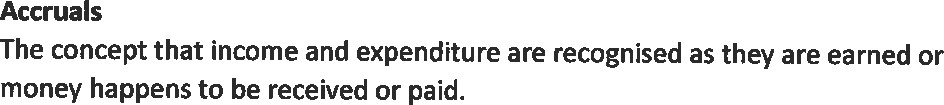 Accruals
The concept that income and expenditure are recognised as they are earned or
money happens to be received or paid.